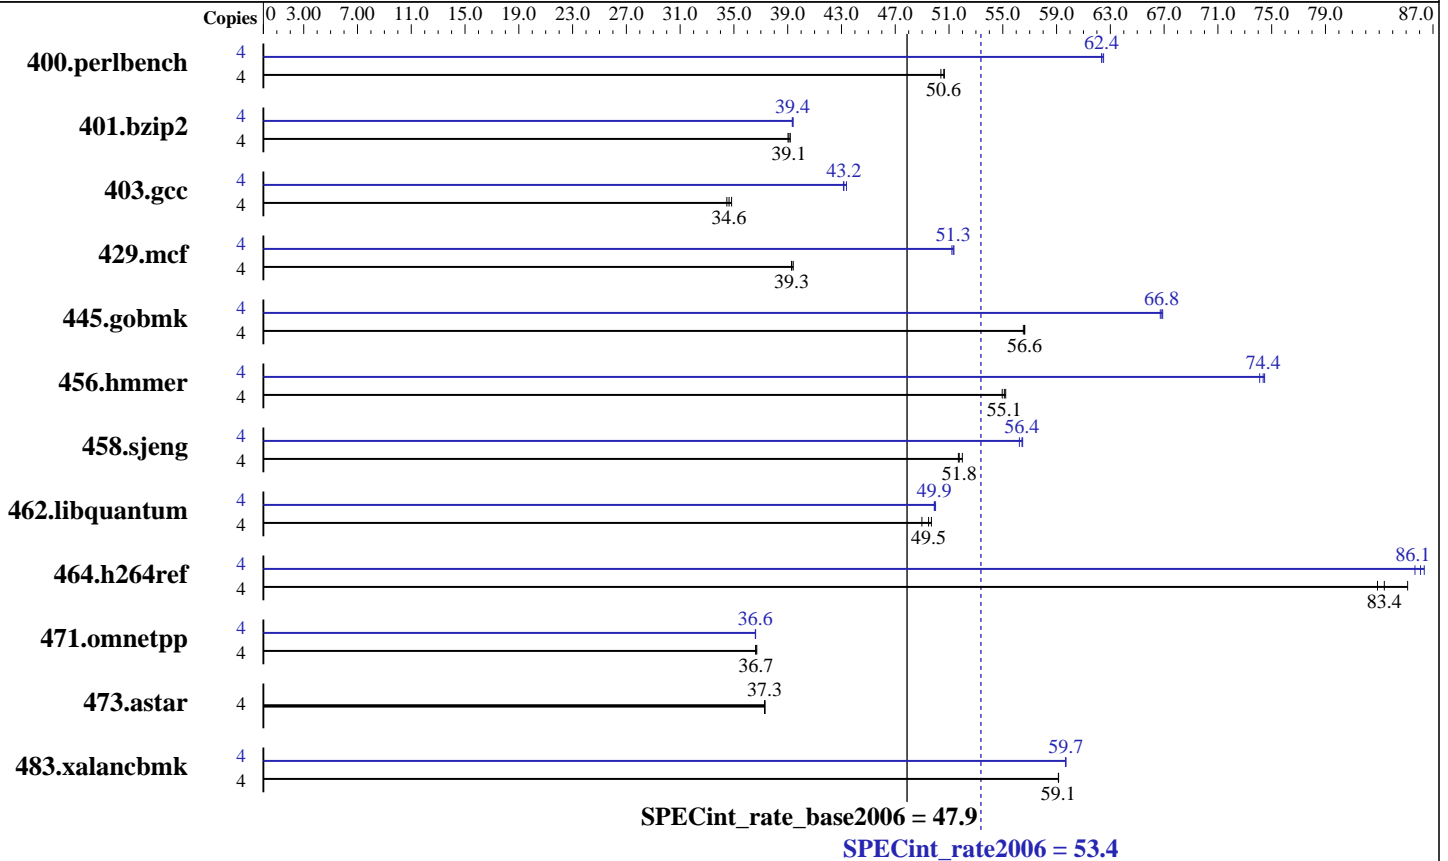 Copies 0 3.00 7.00 11.0 15.0 19.0 23.0 27.0 31.0 35.0 39.0 43.0 47.0 51.0 55.0 59.0 63.0 67.0 71.0 75.0 79.0 87.0
400.perlbench 4 62.4
4 50.6
401.bzip2 4 39.4
4 39.1
403.gcc 4 43.2
4 34.6
429.mcf 4 51.3
4 39.3
445.gobmk 4 66.8
4 56.6
456.hmmer 4 74.4
4 55.1
458.sjeng 4 56.4
4 51.8
462.libquantum 4 49.9
4 49.5
464.h264ref 4 86.1
4 83.4
471.omnetpp 4 36.6
4 36.7
473.astar 4 37.3
483.xalancbmk 4 59.7
4 59.1
SPECint_rate_base2006 = 47.9
SPECint_rate2006 = 53.4